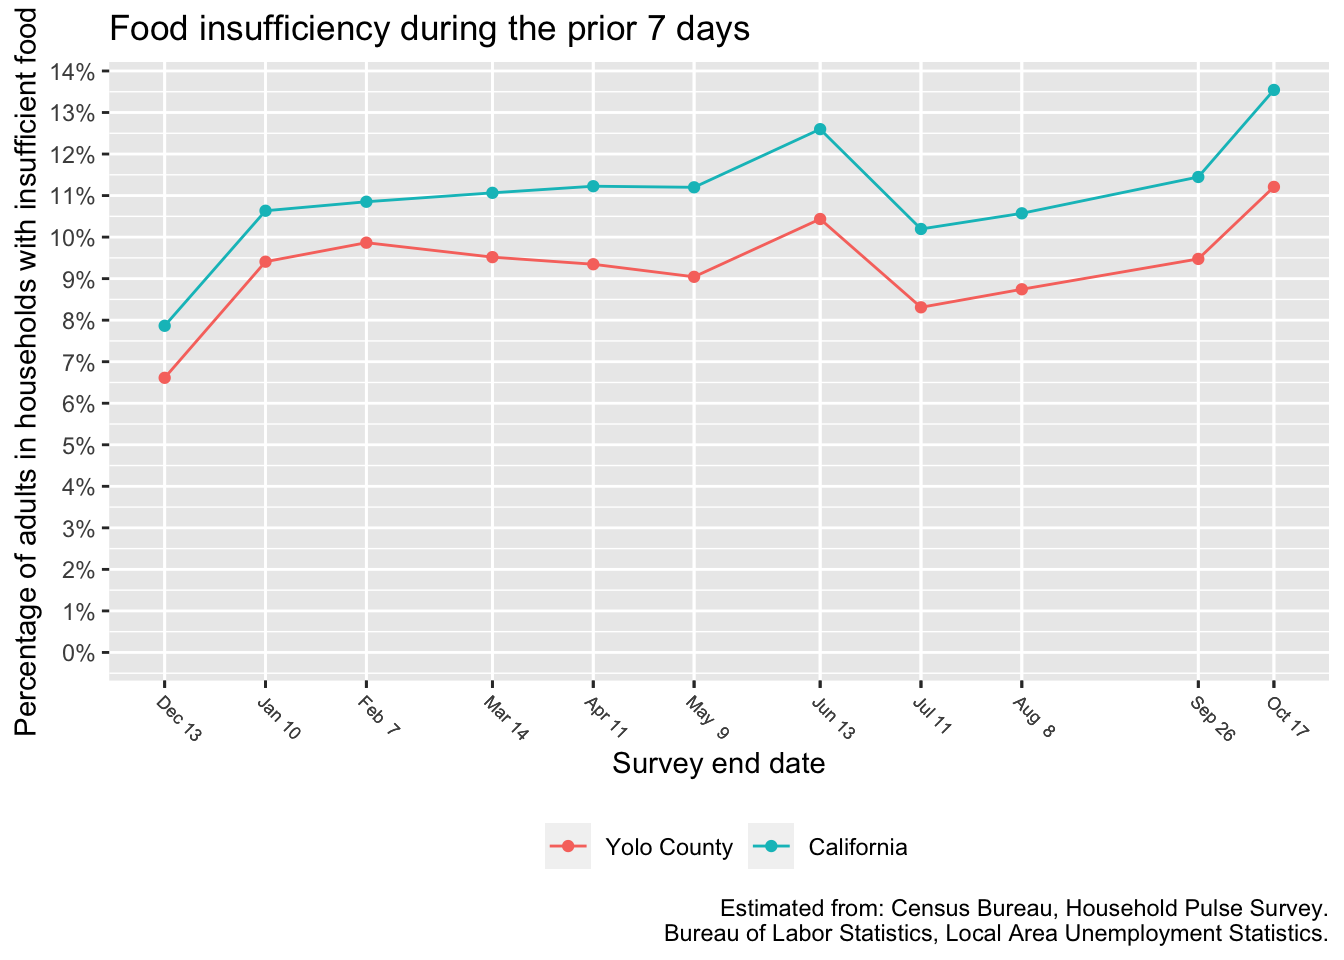 Food insufficiency during the prior 7 days
Percentage of adults in households with insufficient food
14%
13%
12%
11%
10%
9%
8%
7%
6%
5%
4%
3%
2%
1%
0%
Dec 13
Jan 10
Feb 7
Mar 14
Apr 11
May 9
Jun 13
Jul 11
Aug 8
Sep 26
Oct 17
Survey end date
Yolo County
California
Estimated from: Census Bureau, Household Pulse Survey.
Bureau of Labor Statistics, Local Area Unemployment Statistics.